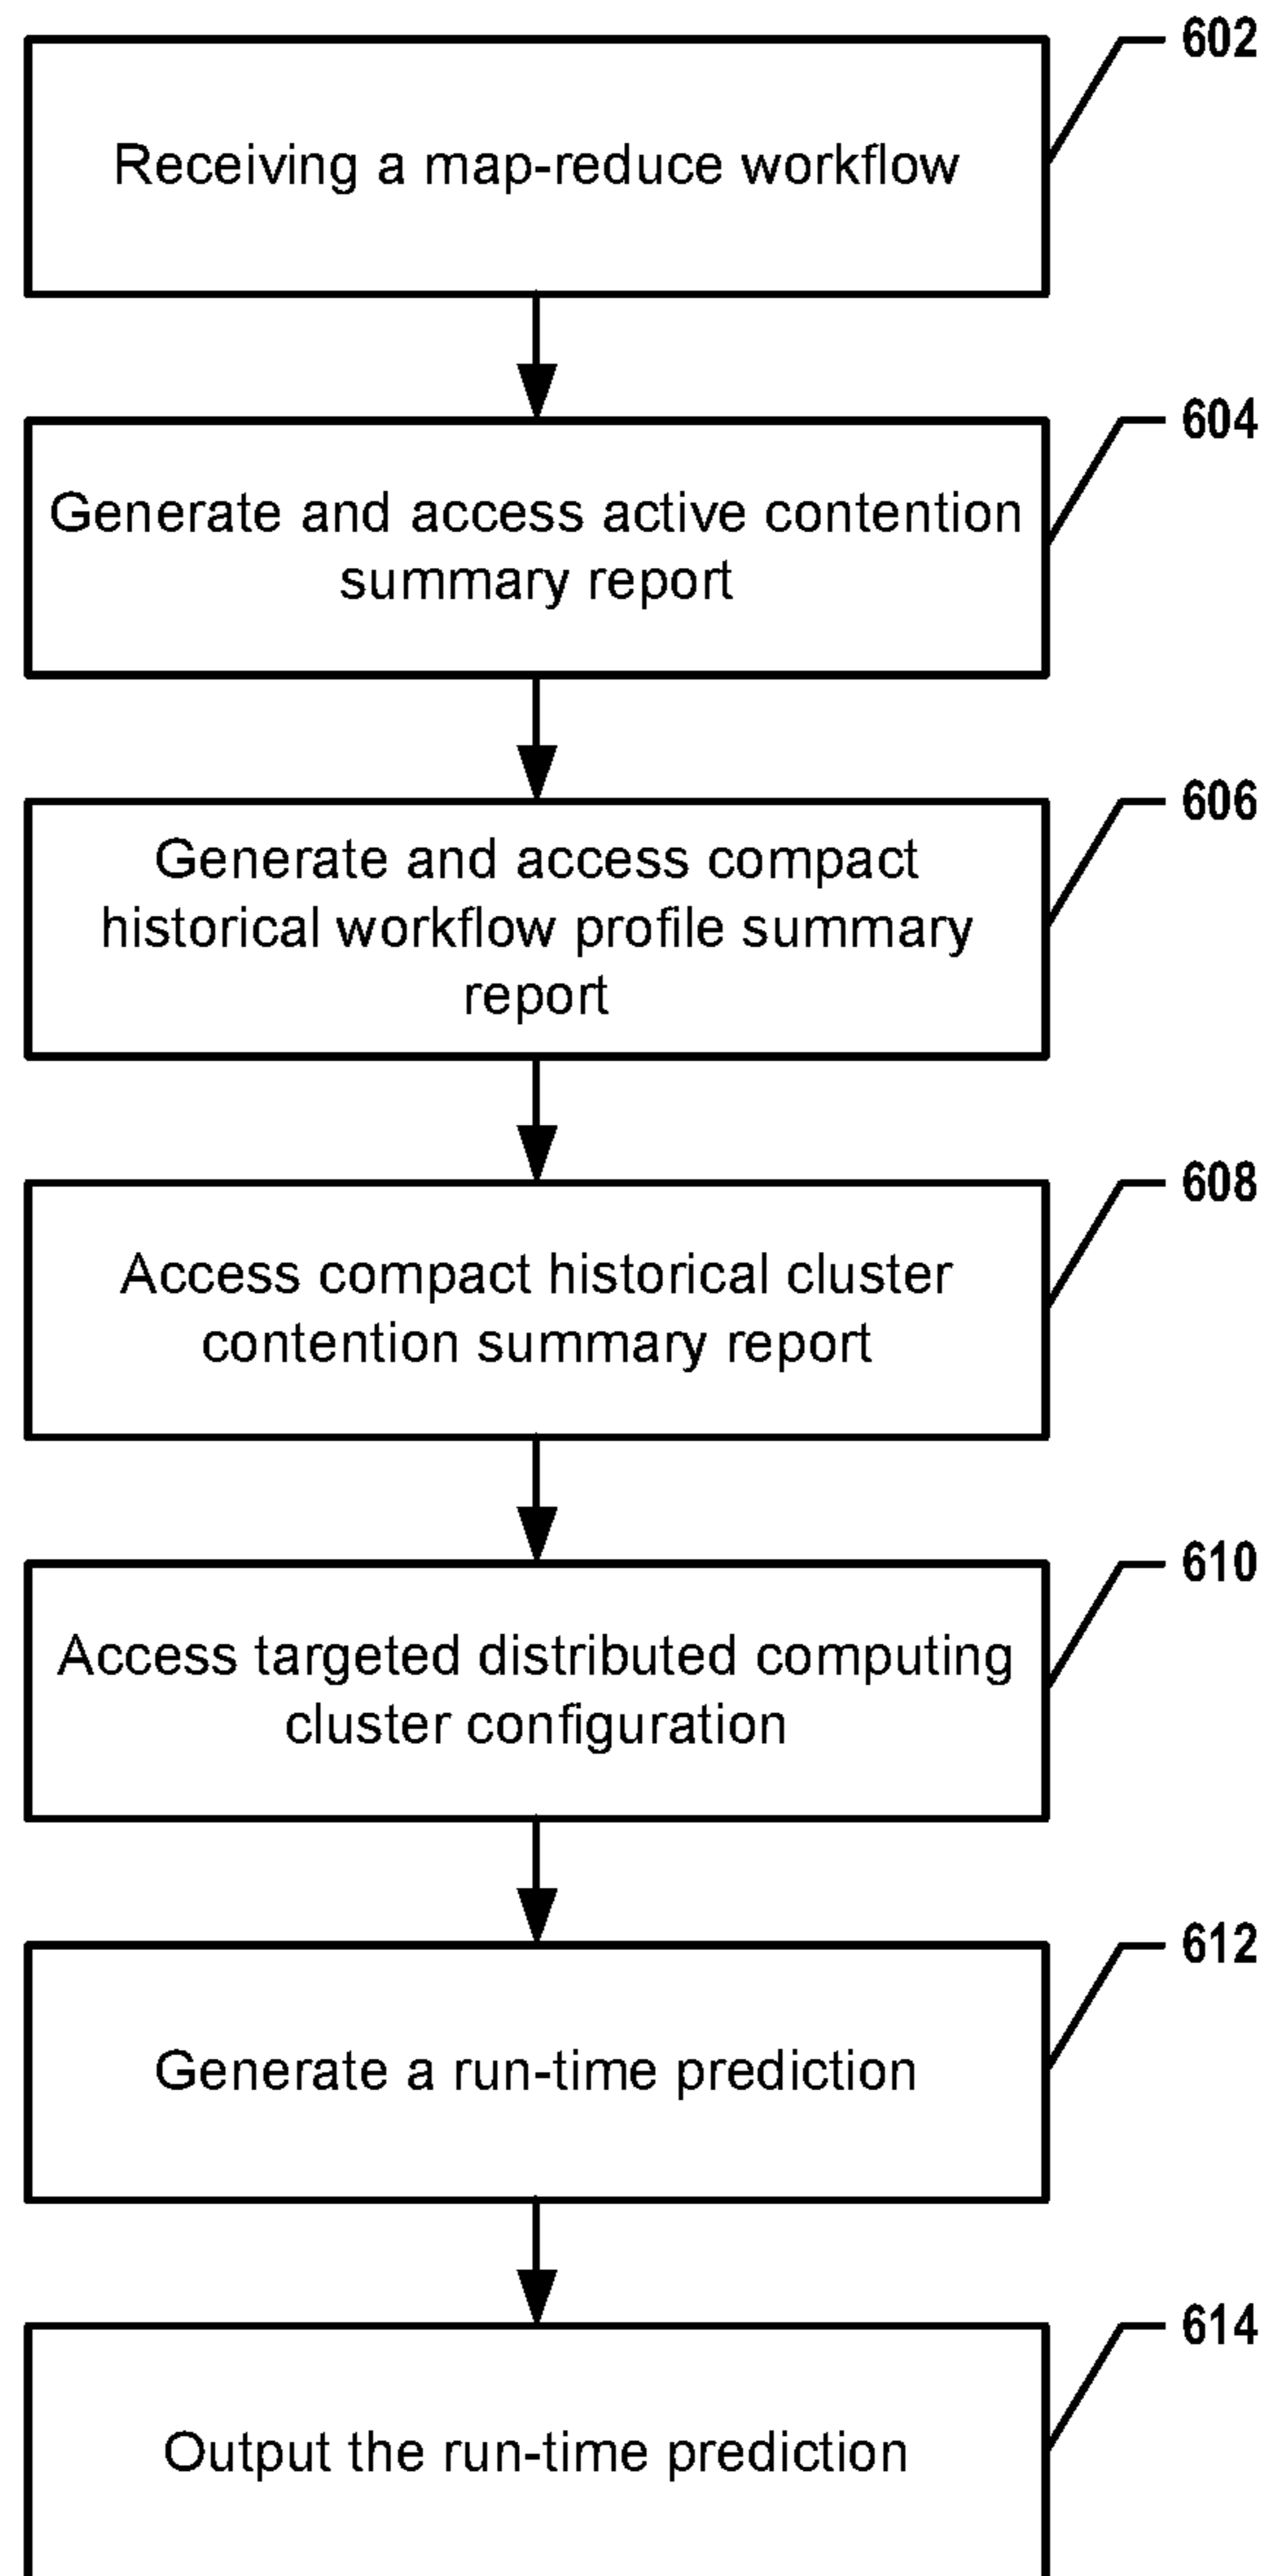 602
Receiving a map-reduce workflow
604
Generate and access active contention
summary report
606
Generate and access compact
historical workflow profile summary
report
608
Access compact historical cluster
contention summary report
610
Access targeted distributed computing
cluster configuration
612
Generate a run-time prediction
614
Output the run-time prediction